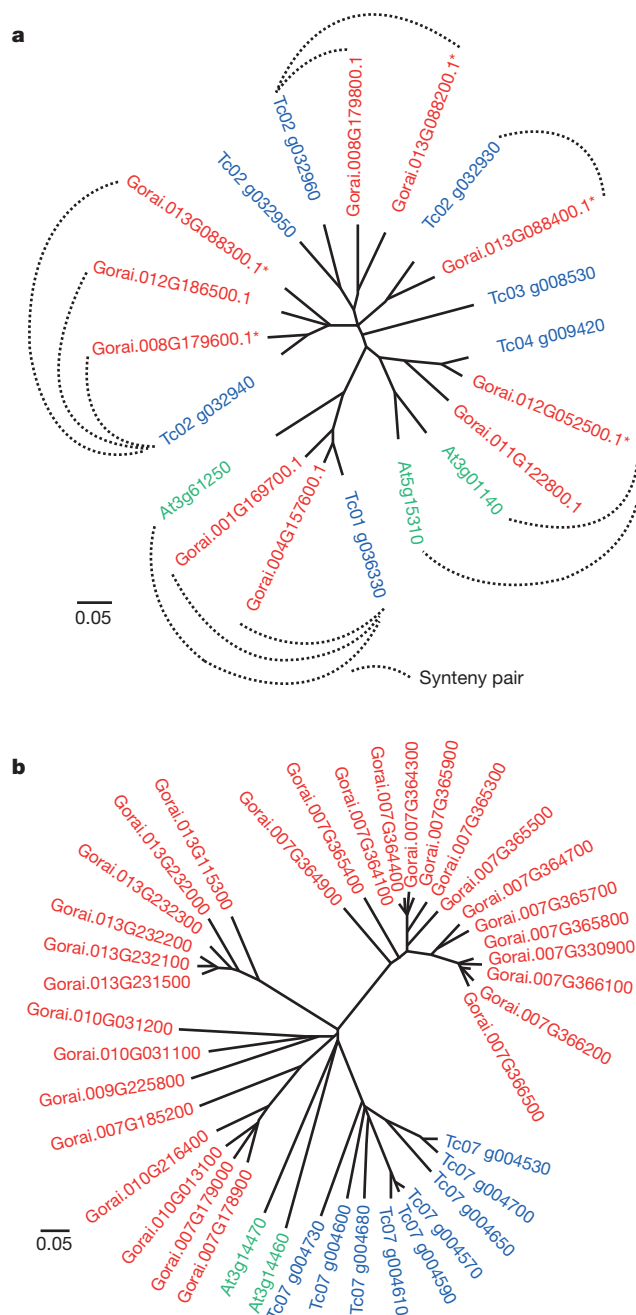 a
Tc02 g032960
Gorai.008G179800.1
Gorai.013G088200.1*
Tc02 g032930
Gorai.013G088400.1*
Tc03 g008530
Tc04 g009420
Gorai.012G052500.1*
Gorai.011G122800.1
At3g01140
At5g15310
Tc01 g036330
Gorai.004G157600.1
Gorai.001G169700.1
At3g61250
Tc02 g032940
Gorai.008G179600.1*
Gorai.012G186500.1
Gorai.013G088300.1*
Tc02 g032950
0.05
Synteny pair
b
Gorai.007G364900
Gorai.007G365400
Gorai.007G364100
Gorai.007G364400
Gorai.007G364300
Gorai.007G365900
Gorai.007G365300
Gorai.007G365500
Gorai.007G364700
Gorai.007G365700
Gorai.007G365800
Gorai.007G330900
Gorai.007G366100
Gorai.007G366200
Gorai.007G366500
Tc07 g004530
Tc07 g004700
Tc07 g004650
Tc07 g004570
Tc07 g004590
Tc07 g004610
Tc07 g004680
Tc07 g004600
Tc07 g004730
At3g14460
At3g14470
Gorai.007G178900
Gorai.007G179000
Gorai.010G013100
Gorai.010G216400
Gorai.007G185200
Gorai.009G225800
Gorai.010G031100
Gorai.010G031200
Gorai.013G231500
Gorai.013G232100
Gorai.013G232200
Gorai.013G232300
Gorai.013G232000
Gorai.013G115300
0.05